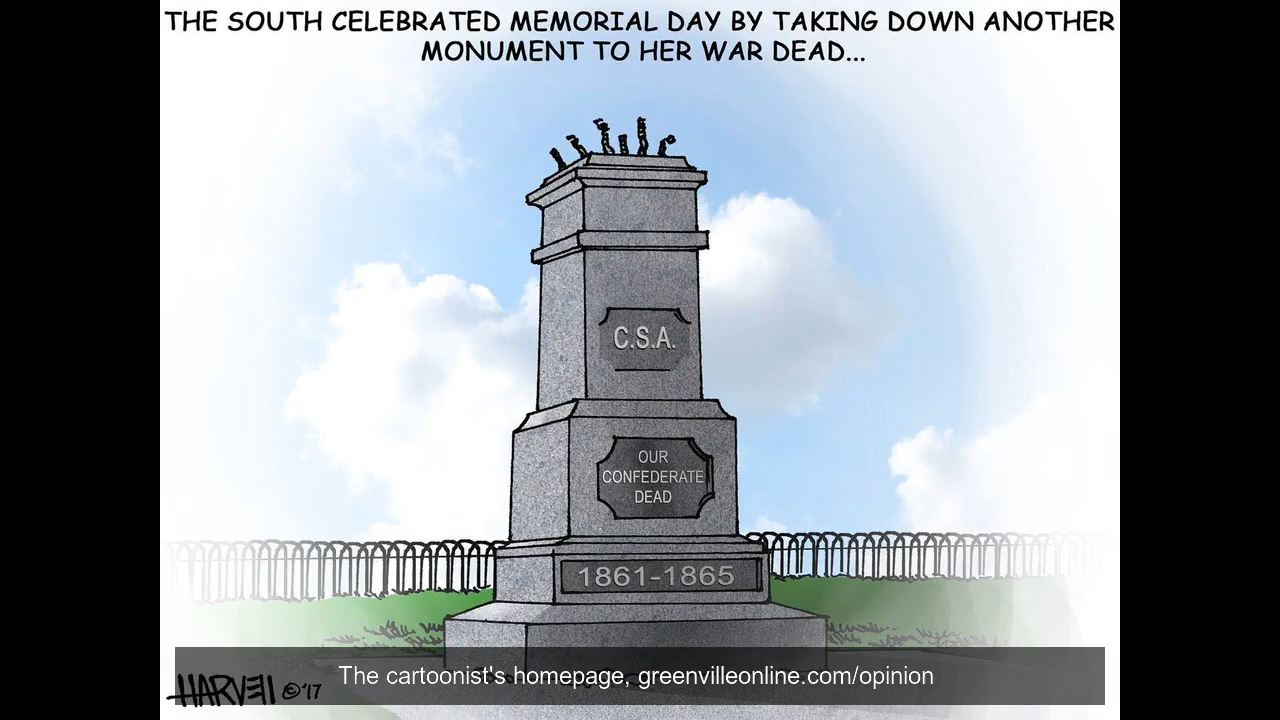 THE SOUTH CELEBRATED MEMORIAL DAY BY TAKING DOWN ANOTHER
MONUMENT TO HER WAR DEAD...
C.S.A.
OUR
CONFEDERATE
DEAD
1861-1865
The cartoonist's homepage, greenvilleonline.com/opinion
HARVELL ©'17